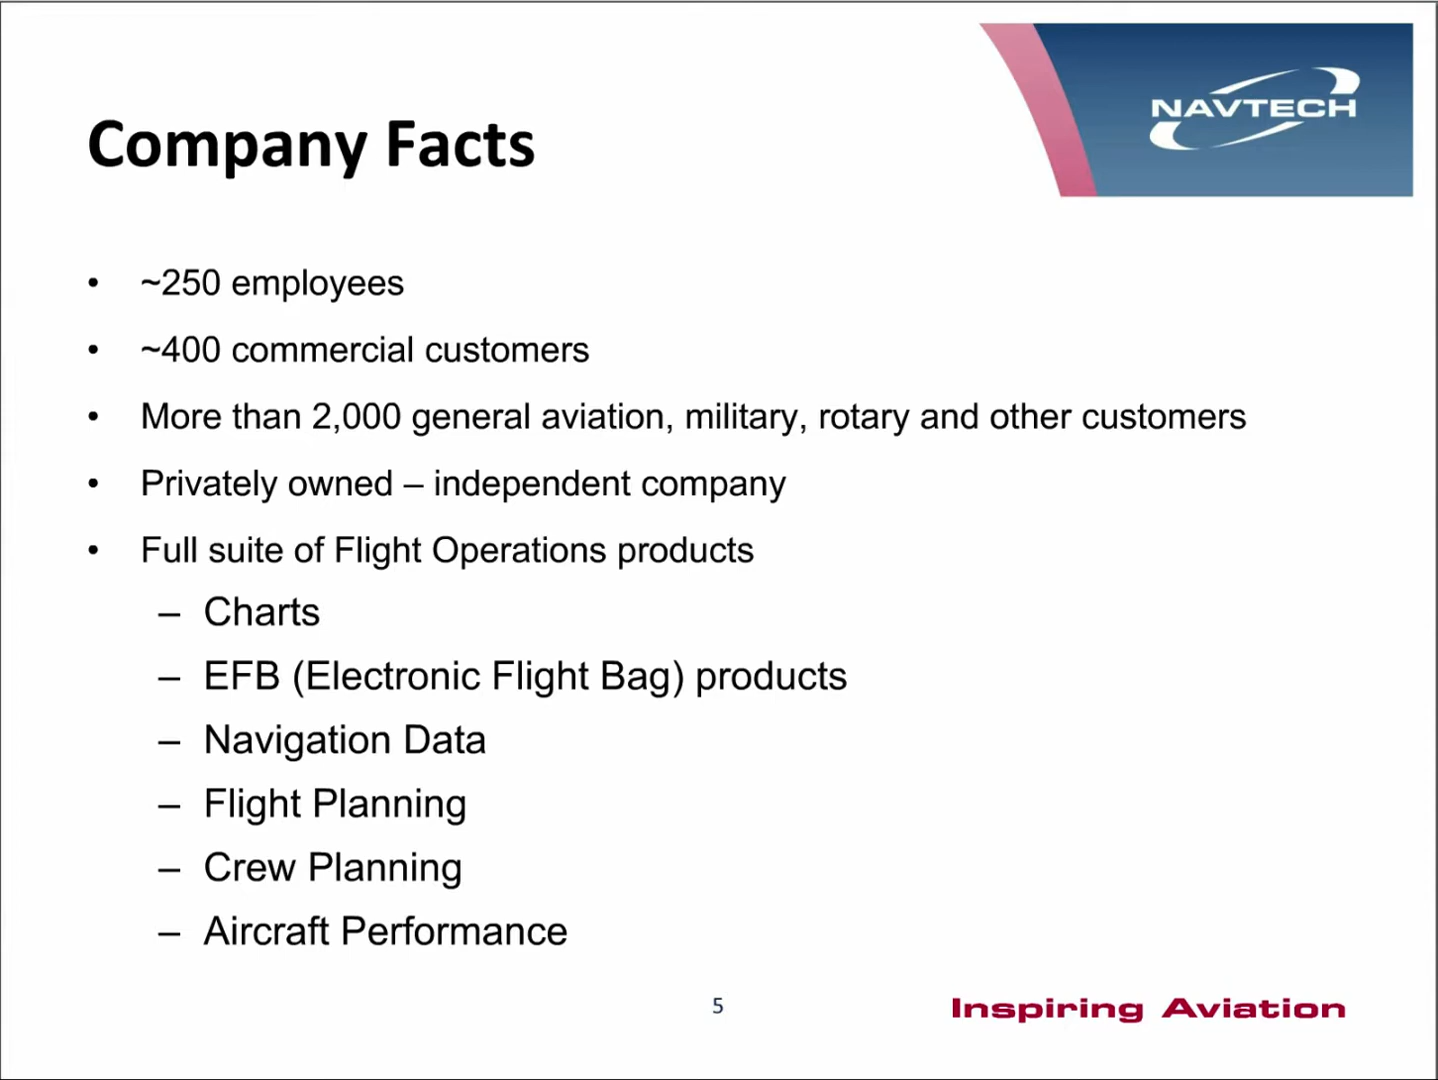 NAVTECH
Company Facts
• ~250 employees
• ~400 commercial customers
• More than 2,000 general aviation, military, rotary and other customers
• Privately owned – independent company
• Full suite of Flight Operations products
– Charts
– EFB (Electronic Flight Bag) products
– Navigation Data
– Flight Planning
– Crew Planning
– Aircraft Performance
5
Inspiring Aviation